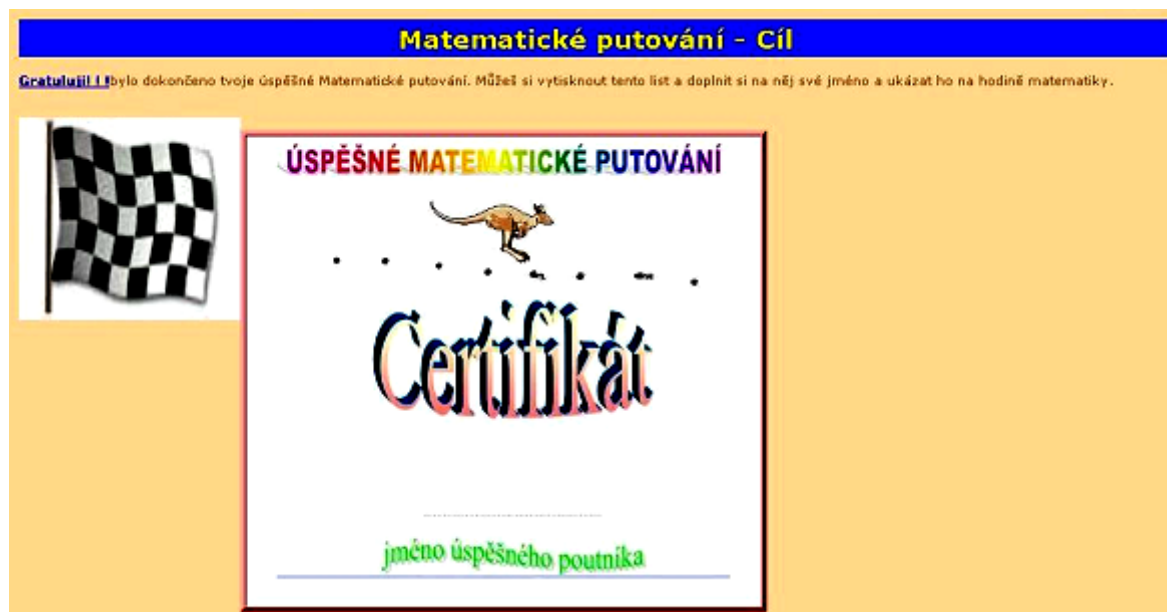 Matematické putování - Cíl
Gratuluji! ! !bylo dokončeno tvoje úspěšné Matematické putování. Můžeš si vytisknout tento list a doplnit si na něj své jméno a ukázat ho na hodině matematiky.
ÚSPĚŠNÉ MATEMATICKÉ PUTOVÁNÍ
Certifikát
jméno úspěšného poutníka